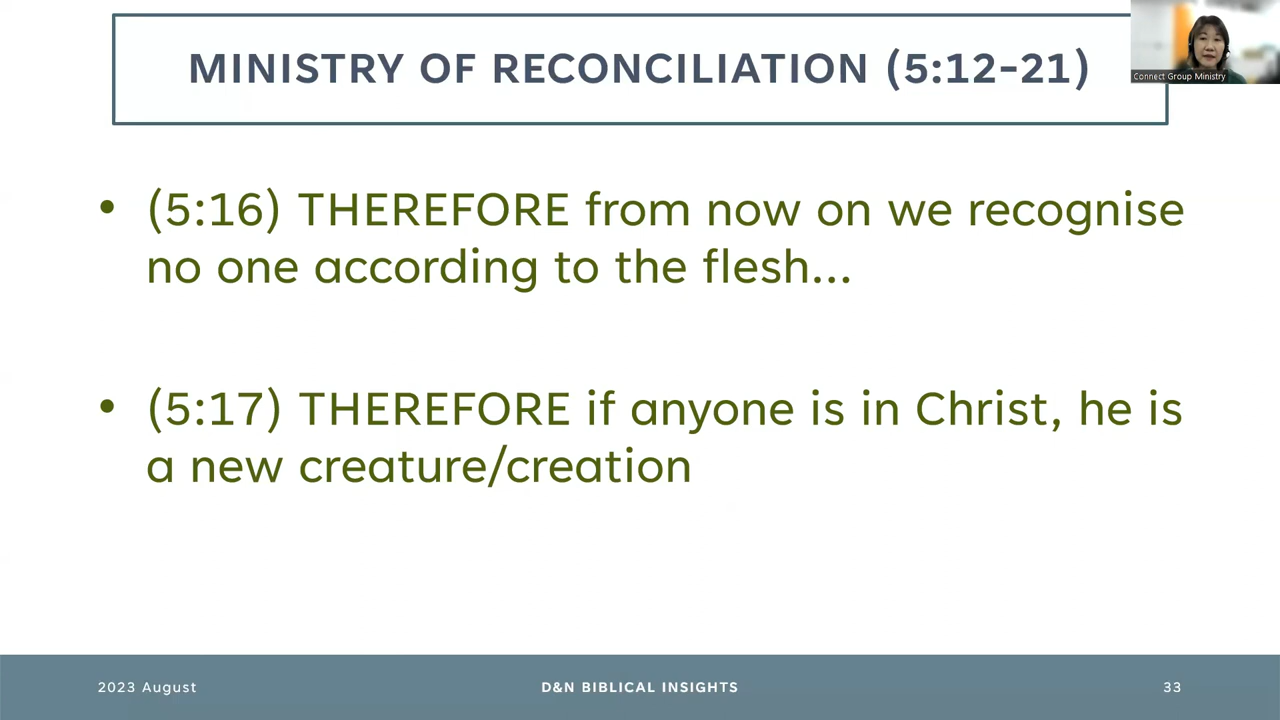 MINISTRY OF RECONCILIATION (5:12-21)
Connect Group Ministry
• (5:16) THEREFORE from now on we recognise
no one according to the flesh...
• (5:17) THEREFORE if anyone is in Christ, he is
a new creature/creation
2023 August
D&N BIBLICAL INSIGHTS
33